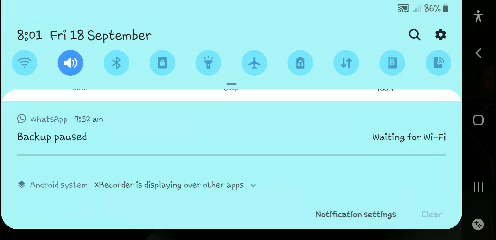 86%
8:01 Fri 18 September
WhatsApp 7:32 am
Backup paused
Waiting for Wi-Fi
Android system XRecorder is displaying over other apps
Notification settings Clear